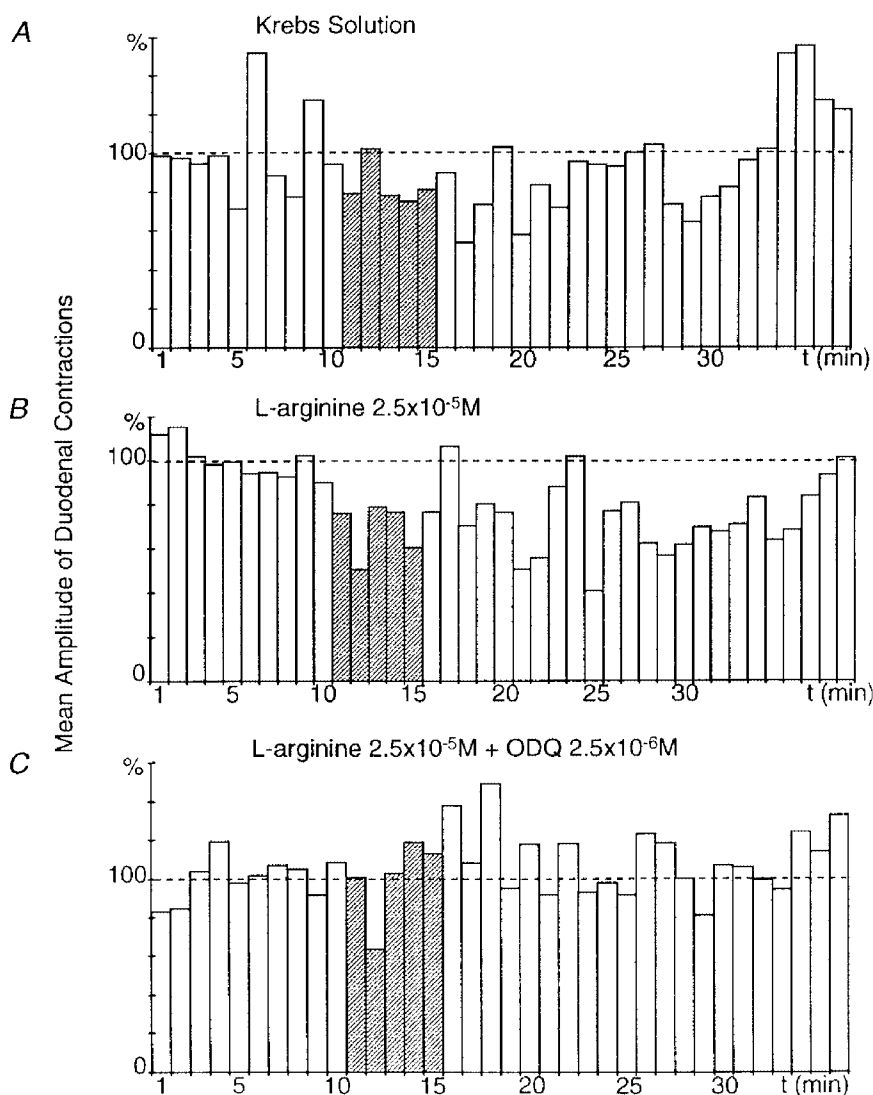 A
Krebs Solution
%
100
0
1 5 10 15 20 25 30 t (min)
Mean Amplitude of Duodenal Contractions
B
L-arginine 2.5x10⁻⁵M
%
100
0
1 5 10 15 20 25 30 t (min)
C
L-arginine 2.5x10⁻⁵M + ODQ 2.5x10⁻⁶M
%
100
0
1 5 10 15 20 25 30 t (min)